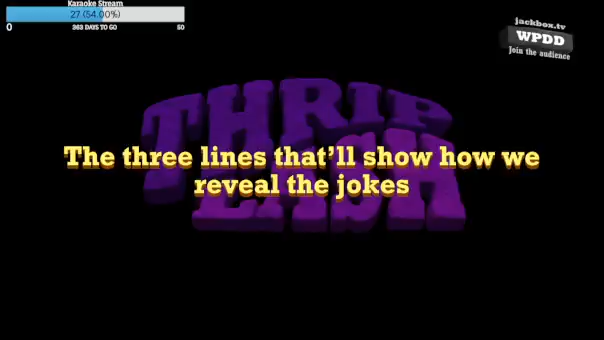 Karaoke Stream
27 (54.00%)
0
363 DAYS TO GO
50
jackbox.tv
WPDD
Join the audience
THRIP
LASH
The three lines that’ll show how we
reveal the jokes